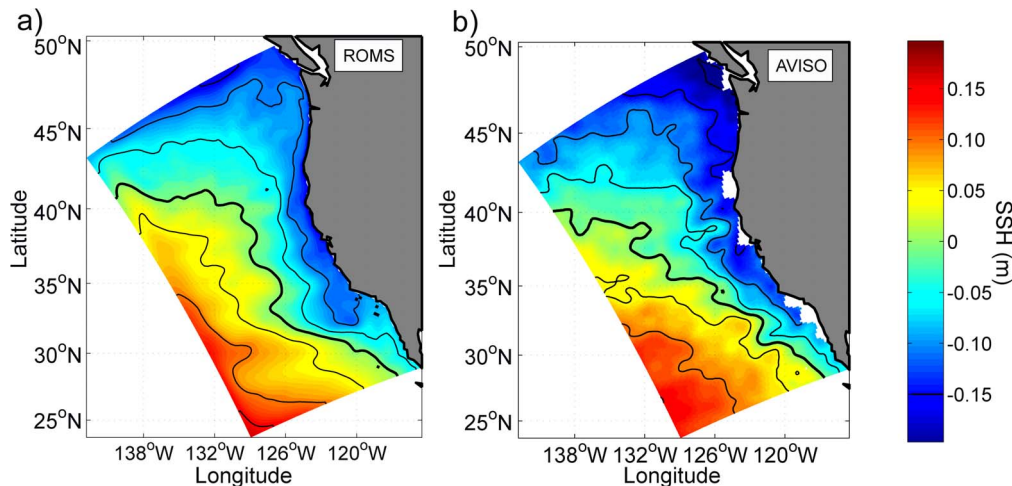 a)
ROMS
50°N
45°N
40°N
35°N
30°N
25°N
Latitude
138°W 132°W 126°W 120°W
Longitude
b)
AVISO
50°N
45°N
40°N
35°N
30°N
25°N
Latitude
138°W 132°W 126°W 120°W
Longitude
0.15
0.10
0.05
0
-0.05
-0.10
-0.15
SSH (m)